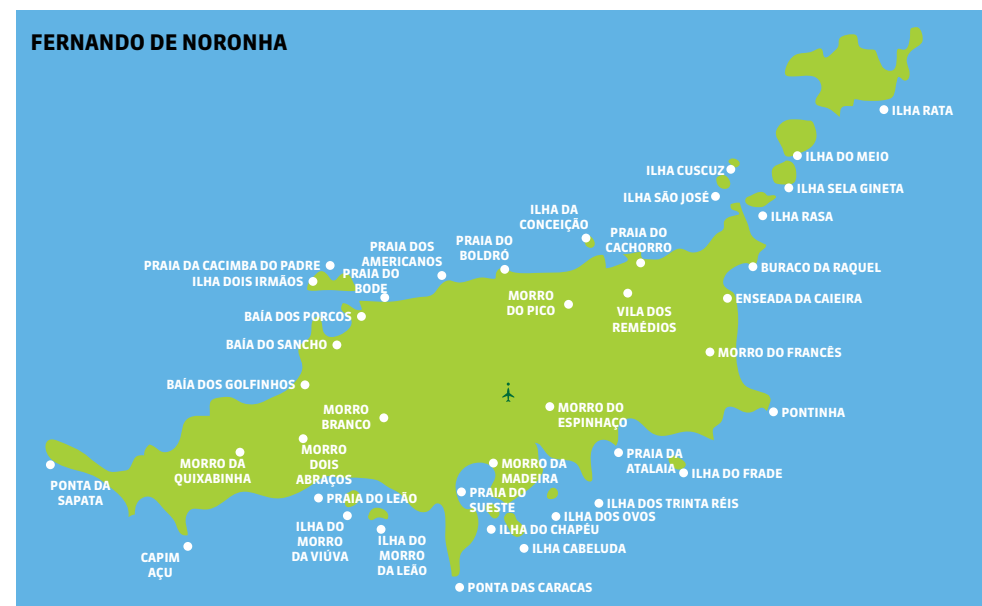 FERNANDO DE NORONHA
ILHA RATA
ILHA DO MEIO
ILHA CUSCUZ
ILHA SELA GINETA
ILHA SÃO JOSÉ
ILHA RASA
ILHA DA
CONCEIÇÃO
PRAIA DO
CACHORRO
PRAIA DO
BOLDRÓ
PRAIA DOS
AMERICANOS
PRAIA DA CACIMBA DO PADRE
ILHA DOIS IRMÃOS
PRAIA DO
BODE
BURACO DA RAQUEL
ENSEADA DA CAIEIRA
MORRO
DO PICO
VILA DOS
REMÉDIOS
BAÍA DOS PORCOS
BAÍA DO SANCHO
MORRO DO FRANCÊS
BAÍA DOS GOLFINHOS
MORRO
BRANCO
MORRO DO
ESPINHAÇO
PONTINHA
MORRO DA
QUIXABINHA
MORRO
DOIS
ABRAÇOS
MORRO DA
MADEIRA
PRAIA DA
ATALAIA
ILHA DO FRADE
PONTA DA
SAPATA
PRAIA DO LEÃO
PRAIA DO
SUESTE
ILHA DOS TRINTA RÉIS
ILHA DOS OVOS
ILHA DO CHAPÉU
ILHA CABELUDA
ILHA DO
MORRO
DA VIÚVA
ILHA DO
MORRO
DA LEÃO
CAPIM
AÇU
PONTA DAS CARACAS